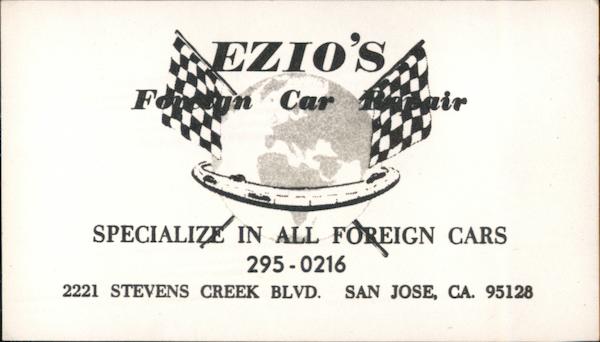 EZIO'S
Foreign Car Repair
SPECIALIZE IN ALL FOREIGN CARS
295-0216
2221 STEVENS CREEK BLVD. SAN JOSE, CA. 95128